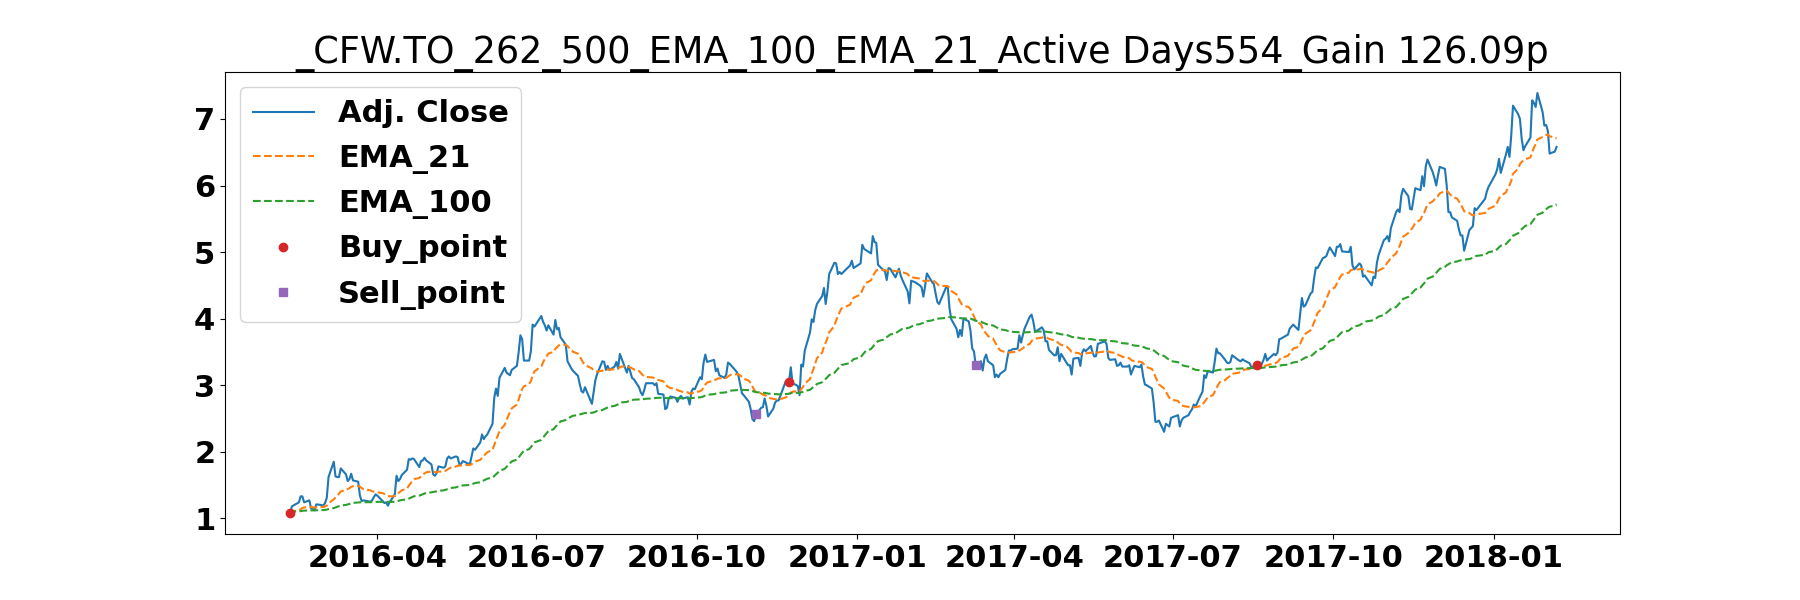 _CFW.TO_262_500_EMA_100_EMA_21_Active Days554_Gain 126.09p
Adj. Close
EMA_21
EMA_100
Buy_point
Sell_point
7
6
5
4
3
2
1
2016-04 2016-07 2016-10 2017-01 2017-04 2017-07 2017-10 2018-01